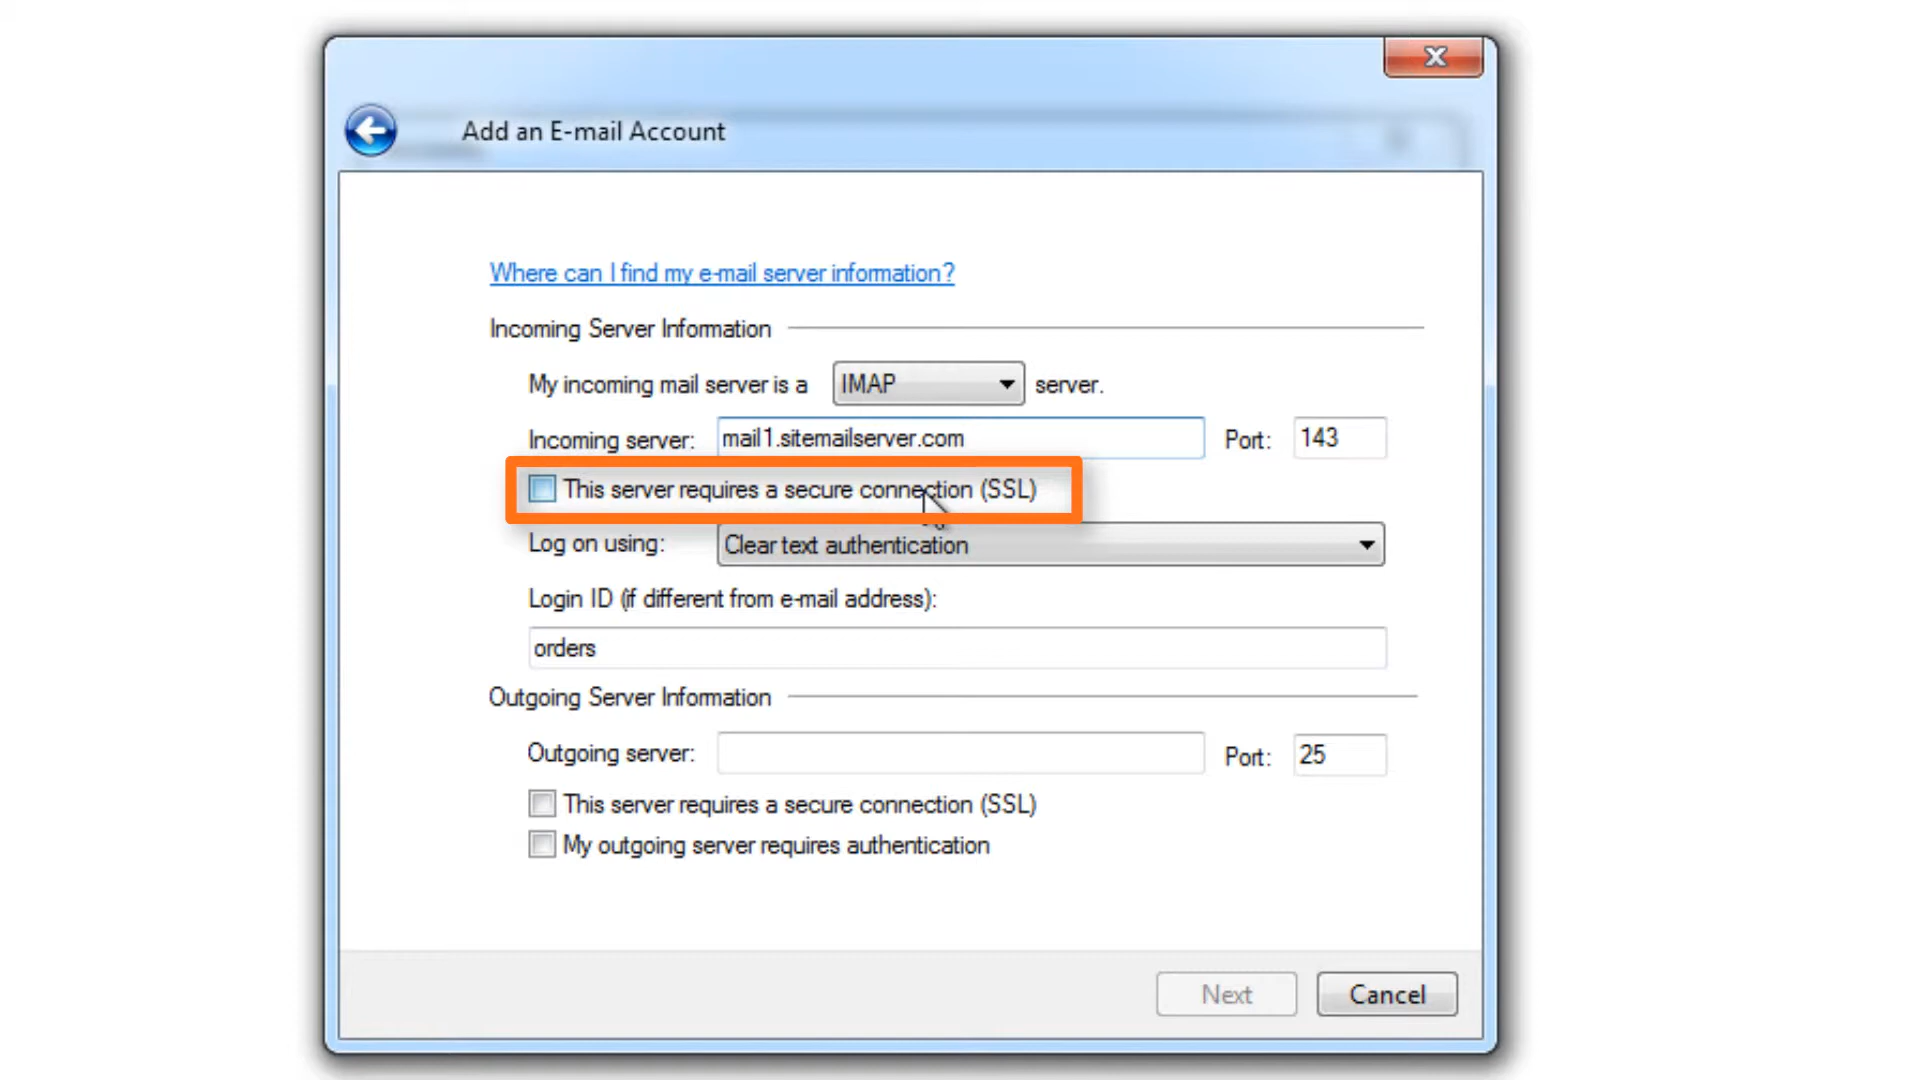 Add an E-mail Account
Where can I find my e-mail server information?
Incoming Server Information
My incoming mail server is a IMAP server.
Incoming server: mail1.sitemailserver.com Port: 143
This server requires a secure connection (SSL)
Log on using: Clear text authentication
Login ID (if different from e-mail address):
orders
Outgoing Server Information
Outgoing server: Port: 25
This server requires a secure connection (SSL)
My outgoing server requires authentication
Next Cancel